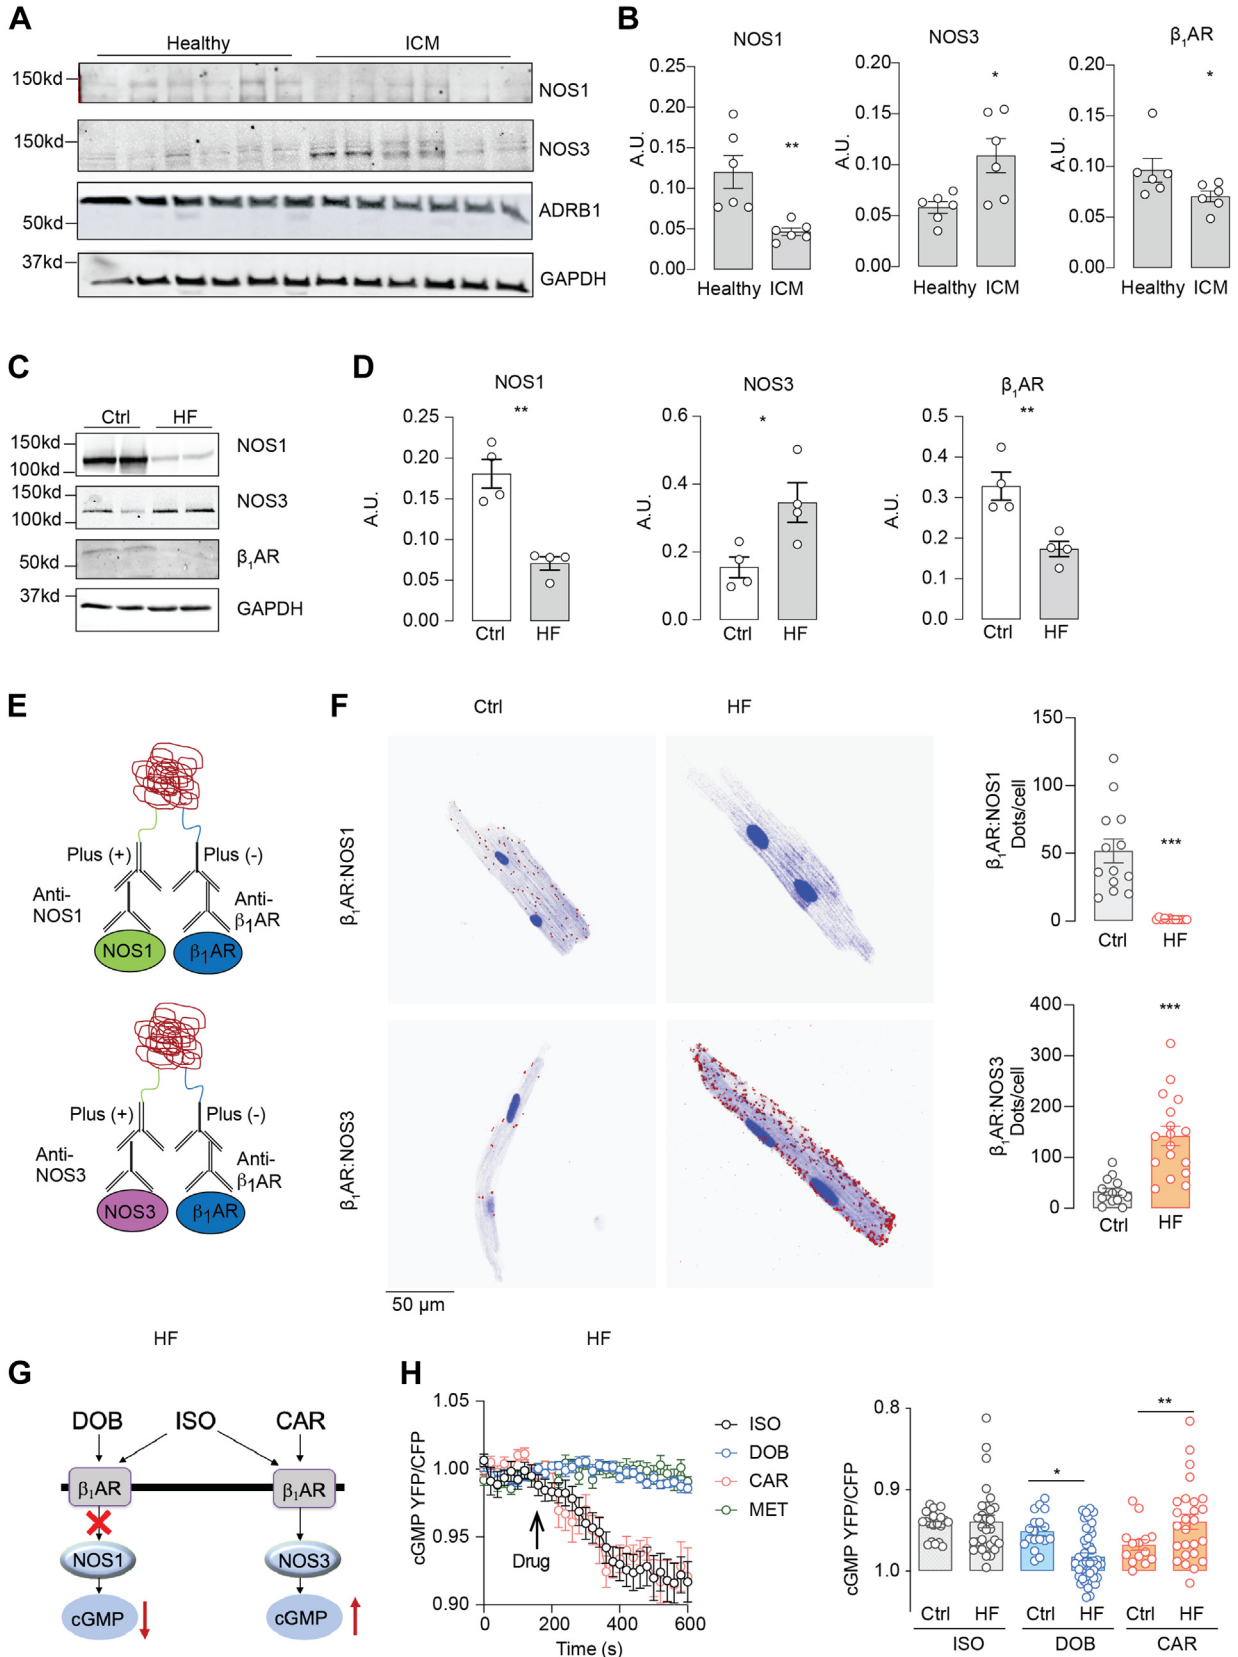 A
Healthy ICM
150kd
NOS1
150kd
NOS3
ADRB1
50kd
37kd
GAPDH
B
NOS1
0.25
0.20
0.15
0.10
0.05
0.00
A.U.
**
Healthy ICM
NOS3
0.20
0.15
0.10
0.05
0.00
A.U.
*
Healthy ICM
β₁AR
0.20
0.15
0.10
0.05
0.00
A.U.
*
Healthy ICM
C
Ctrl HF
150kd
100kd
NOS1
150kd
100kd
NOS3
50kd
β₁AR
37kd
GAPDH
D
NOS1
**
0.25
0.20
0.15
0.10
0.05
0.00
A.U.
Ctrl HF
NOS3
*
0.6
0.4
0.2
0.0
A.U.
Ctrl HF
β₁AR
**
0.5
0.4
0.3
0.2
0.1
0.0
A.U.
Ctrl HF
E
Plus (+) Plus (-)
Anti-
NOS1
Anti-
β₁AR
NOS1 β₁AR
Plus (+) Plus (-)
Anti-
NOS3
Anti-
β₁AR
NOS3 β₁AR
F
Ctrl HF
β₁AR:NOS1
β₁AR:NOS3
50 µm
β₁AR:NOS1
Dots/cell
150
100
50
0
***
Ctrl HF
β₁AR:NOS3
Dots/cell
400
300
200
100
0
***
Ctrl HF
HF
G
DOB ISO CAR
β₁AR β₁AR
NOS1 NOS3
cGMP cGMP
HF
H
1.05
1.00
0.95
0.90
cGMP YFP/CFP
Drug
0 200 400 600
Time (s)
ISO
DOB
CAR
MET
0.8
0.9
1.0
cGMP YFP/CFP
*
**
Ctrl HF Ctrl HF Ctrl HF
ISO DOB CAR